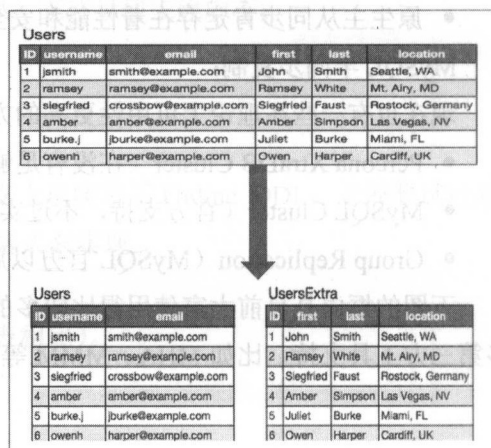 Users
ID username email first last location
1 jsmith smith@example.com John Smith Seattle, WA
2 ramsey ramsey@example.com Ramsey White Mt. Airy, MD
3 siegfried crossbow@example.com Siegfried Faust Rostock, Germany
4 amber amber@example.com Amber Simpson Las Vegas, NV
5 burke.j jburke@example.com Juliet Burke Miami, FL
6 owenh harper@example.com Owen Harper Cardiff, UK
Users
ID username email
1 jsmith smith@example.com
2 ramsey ramsey@example.com
3 siegfried crossbow@example.com
4 amber amber@example.com
5 burke.j jburke@example.com
6 owenh harper@example.com
UsersExtra
ID first last location
1 John Smith Seattle, WA
2 Ramsey White Mt. Airy, MD
3 Siegfried Faust Rostock, Germany
4 Amber Simpson Las Vegas, NV
5 Juliet Burke Miami, FL
6 Owen Harper Cardiff, UK